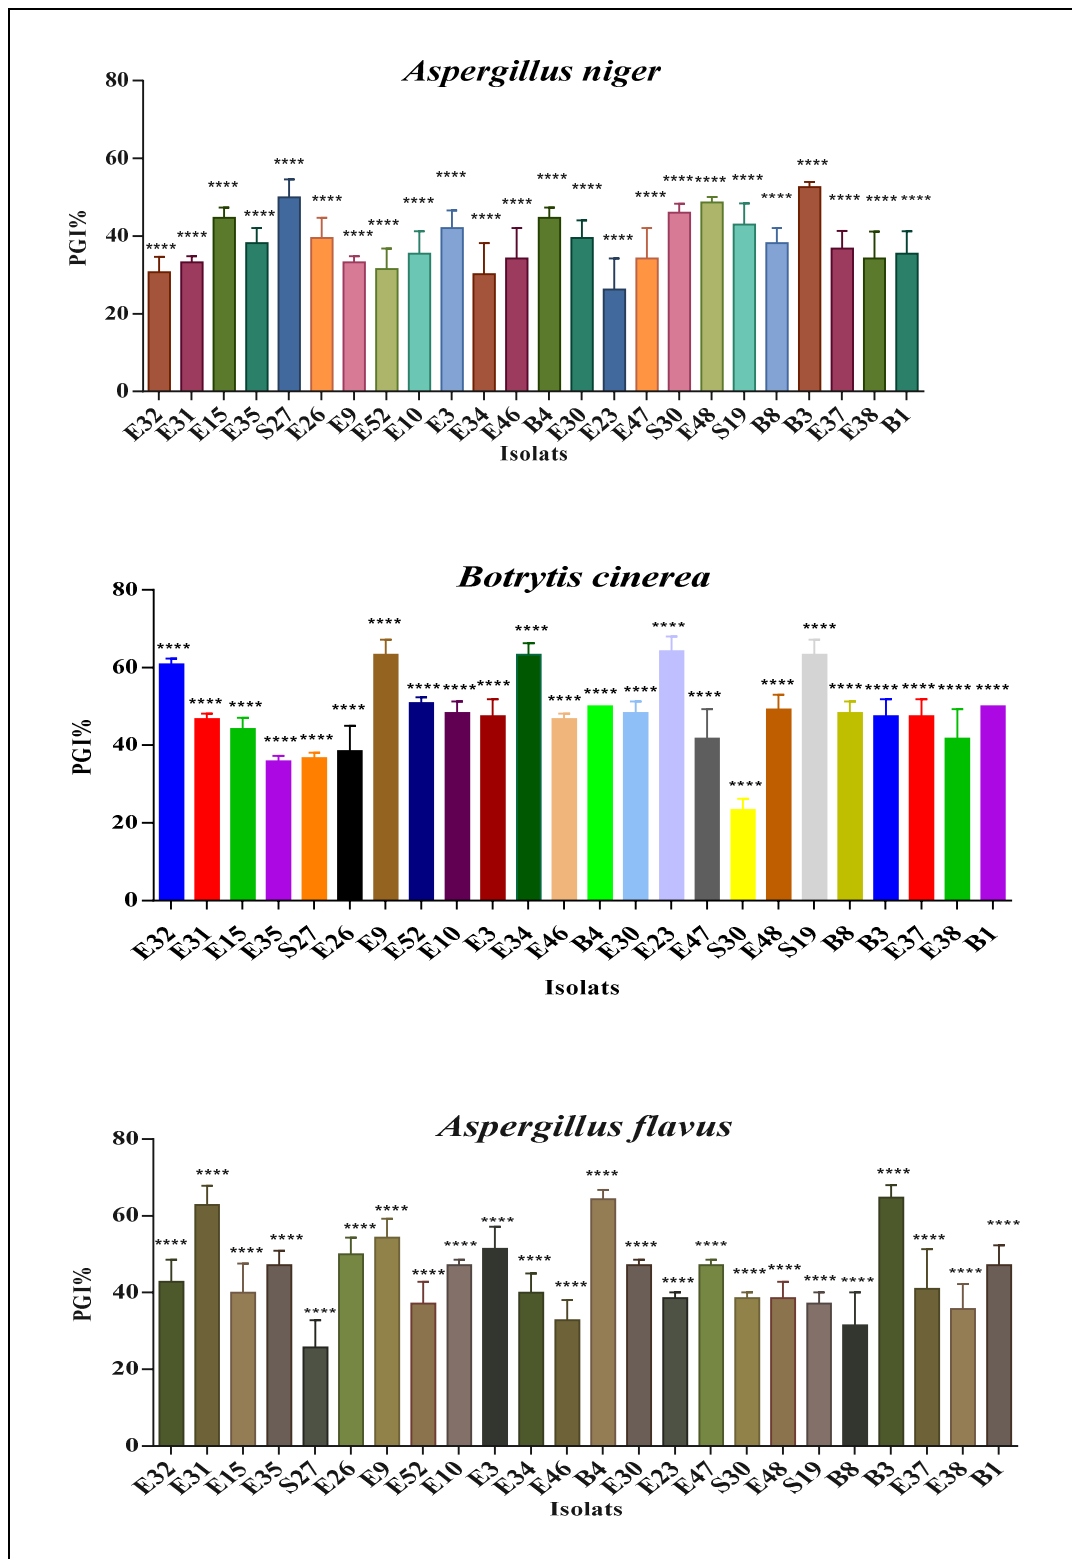 Aspergillus niger
PGI%
80
60
40
20
0
**** **** **** **** **** **** **** **** **** **** **** **** **** **** **** **** **** **** **** **** **** **** **** ****
E32 E31 E15 E35 S27 E26 E9 E52 E10 E3 E34 E46 B4 E30 E23 E47 S30 E48 S19 B8 B3 E37 E38 B1
Isolats
Botrytis cinerea
PGI%
80
60
40
20
0
**** **** **** **** **** **** **** **** **** **** **** **** **** **** **** **** **** **** **** **** **** **** **** ****
E32 E31 E15 E35 S27 E26 E9 E52 E10 E3 E34 E46 B4 E30 E23 E47 S30 E48 S19 B8 B3 E37 E38 B1
Isolats
Aspergillus flavus
PGI%
80
60
40
20
0
**** **** **** **** **** **** **** **** **** **** **** **** **** **** **** **** **** **** **** **** **** **** **** ****
E32 E31 E15 E35 S27 E26 E9 E52 E10 E3 E34 E46 B4 E30 E23 E47 S30 E48 S19 B8 B3 E37 E38 B1
Isolats